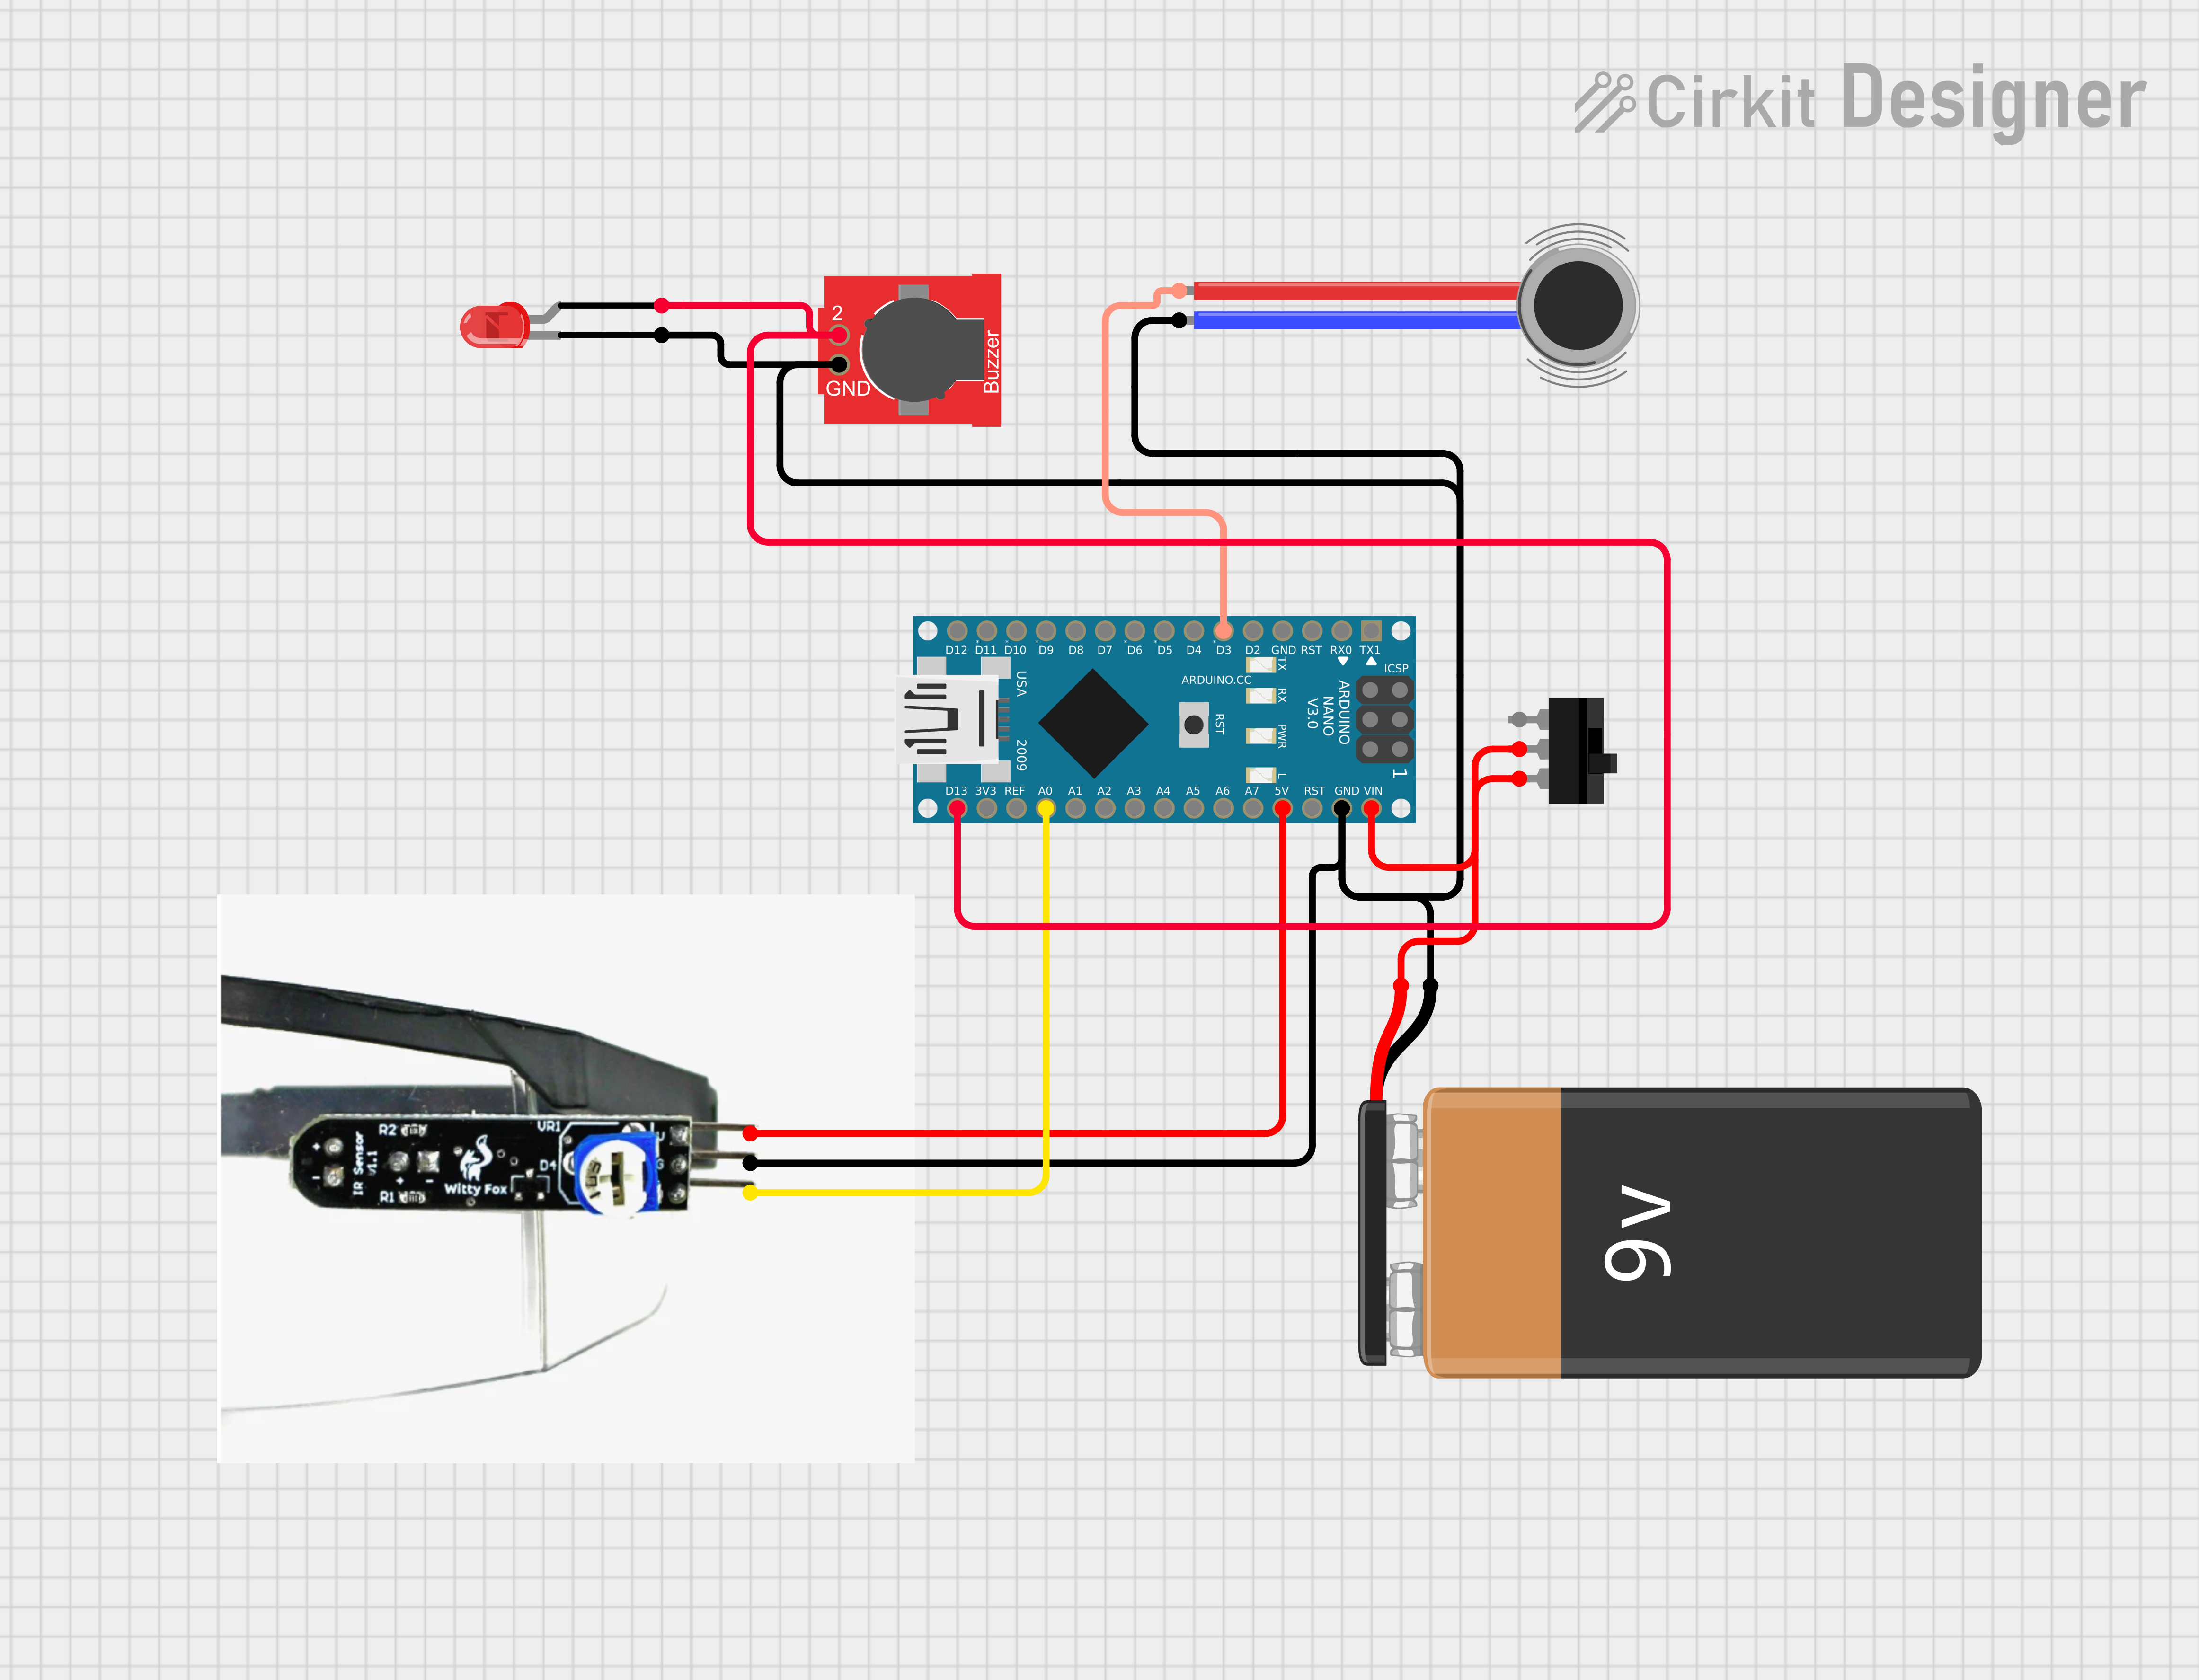 Cirkit Designer
2
GND
Buzzer
D12 D11 D10 D9 D8 D7 D6 D5 D4 D3 D2 GND RST RX0 TX1
ICSP
ARDUINO.CC
TX
RX
PWR
L
RST
USA
2009
ARDUINO
NANO
V3.0
1
D13 3V3 REF A0 A1 A2 A3 A4 A5 A6 A7 5V RST GND VIN
R2
VR1
+
-
IR Sensor
v1.1
+ -
D4
G
R1
Witty Fox
9v